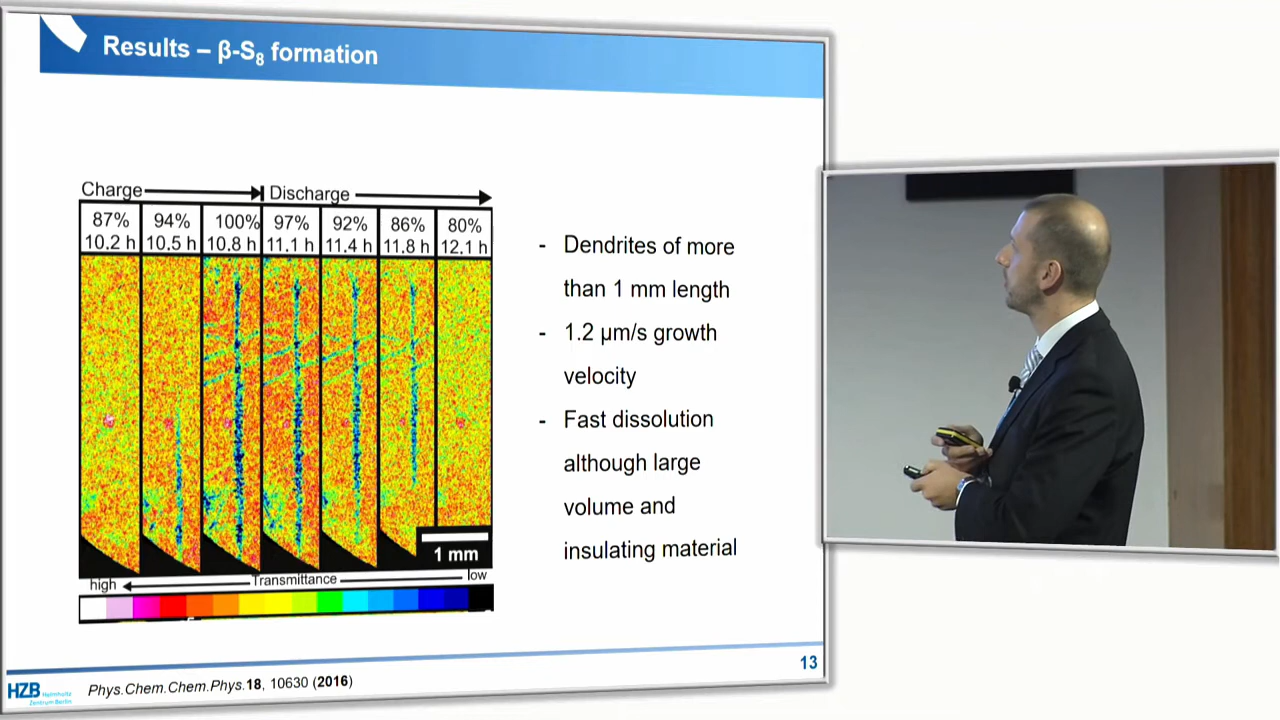 Results – β-S₈ formation
Charge
Discharge
87% 94% 100% 97% 92% 86% 80%
10.2 h 10.5 h 10.8 h 11.1 h 11.4 h 11.8 h 12.1 h
1 mm
high Transmittance low
- Dendrites of more
than 1 mm length
- 1.2 µm/s growth
velocity
- Fast dissolution
although large
volume and
insulating material
13
HZB Helmholtz
Zentrum Berlin
Phys.Chem.Chem.Phys.18, 10630 (2016)